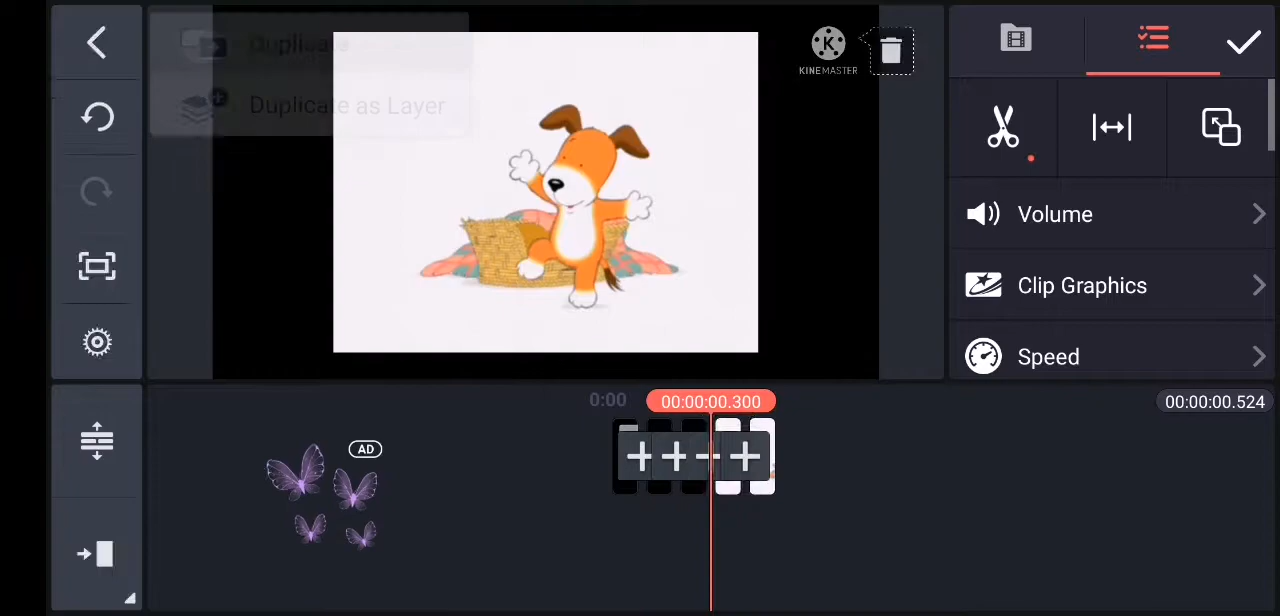 Duplicate
Duplicate as Layer
K
KINEMASTER
Volume
Clip Graphics
Speed
0:00
00:00:00.300
00:00:00.524
AD